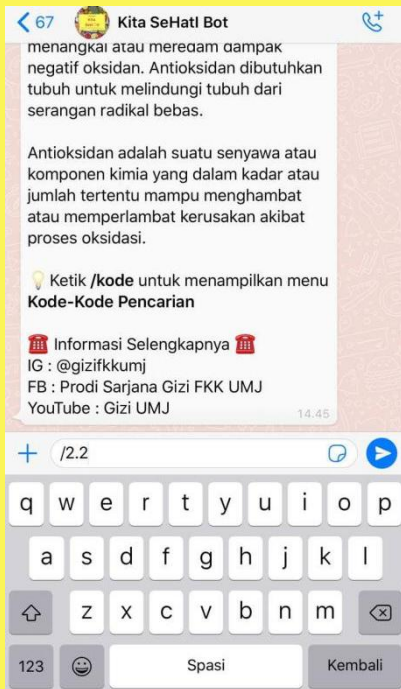 67 Kita SeHatI Bot
menangkal atau meredam dampak
negatif oksidan. Antioksidan dibutuhkan
tubuh untuk melindungi tubuh dari
serangan radikal bebas.
Antioksidan adalah suatu senyawa atau
komponen kimia yang dalam kadar atau
jumlah tertentu mampu menghambat
atau memperlambat kerusakan akibat
proses oksidasi.
Ketik /kode untuk menampilkan menu
Kode-Kode Pencarian
Informasi Selengkapnya
IG : @gizifkkumj
FB : Prodi Sarjana Gizi FKK UMJ
YouTube : Gizi UMJ
14.45
/2.2
q w e r t y u i o p
a s d f g h j k l
z x c v b n m
123 Spasi Kembali